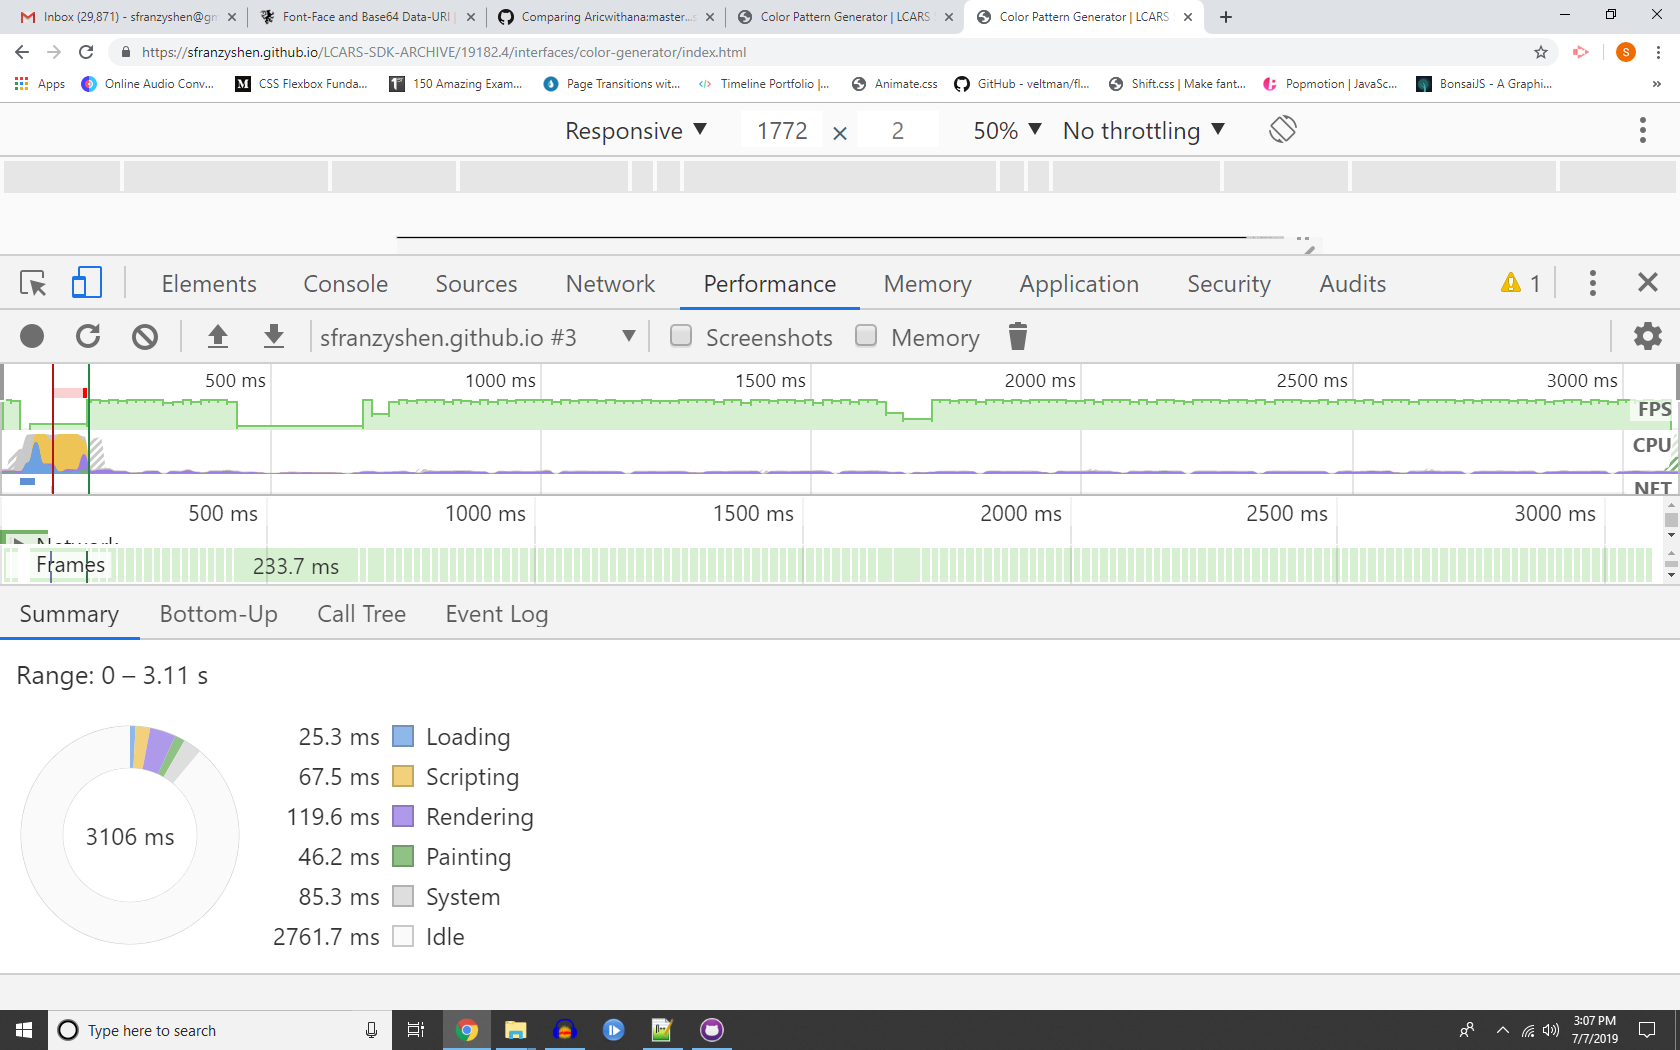 Inbox (29,871) - sfranzyshen@gm
Font-Face and Base64 Data-URI
Comparing Aricwithana:master...s
Color Pattern Generator | LCARS
Color Pattern Generator | LCARS
https://sfranzyshen.github.io/LCARS-SDK-ARCHIVE/19182.4/interfaces/color-generator/index.html
S
Apps
Online Audio Conv...
CSS Flexbox Funda...
150 Amazing Exam...
Page Transitions wit...
Timeline Portfolio |...
Animate.css
GitHub - veltman/fl...
Shift.css | Make fant...
Popmotion | JavaSc...
BonsaiJS - A Graphi...
»
Responsive ▼ 1772 × 2 50% ▼ No throttling ▼
Elements Console Sources Network Performance Memory Application Security Audits 1
sfranzyshen.github.io #3 ▼ Screenshots Memory
500 ms 1000 ms 1500 ms 2000 ms 2500 ms 3000 ms
FPS
CPU
NET
500 ms 1000 ms 1500 ms 2000 ms 2500 ms 3000 ms
Network
Frames 233.7 ms
Summary Bottom-Up Call Tree Event Log
Range: 0 – 3.11 s
3106 ms
25.3 ms Loading
67.5 ms Scripting
119.6 ms Rendering
46.2 ms Painting
85.3 ms System
2761.7 ms Idle
Type here to search
3:07 PM
7/7/2019